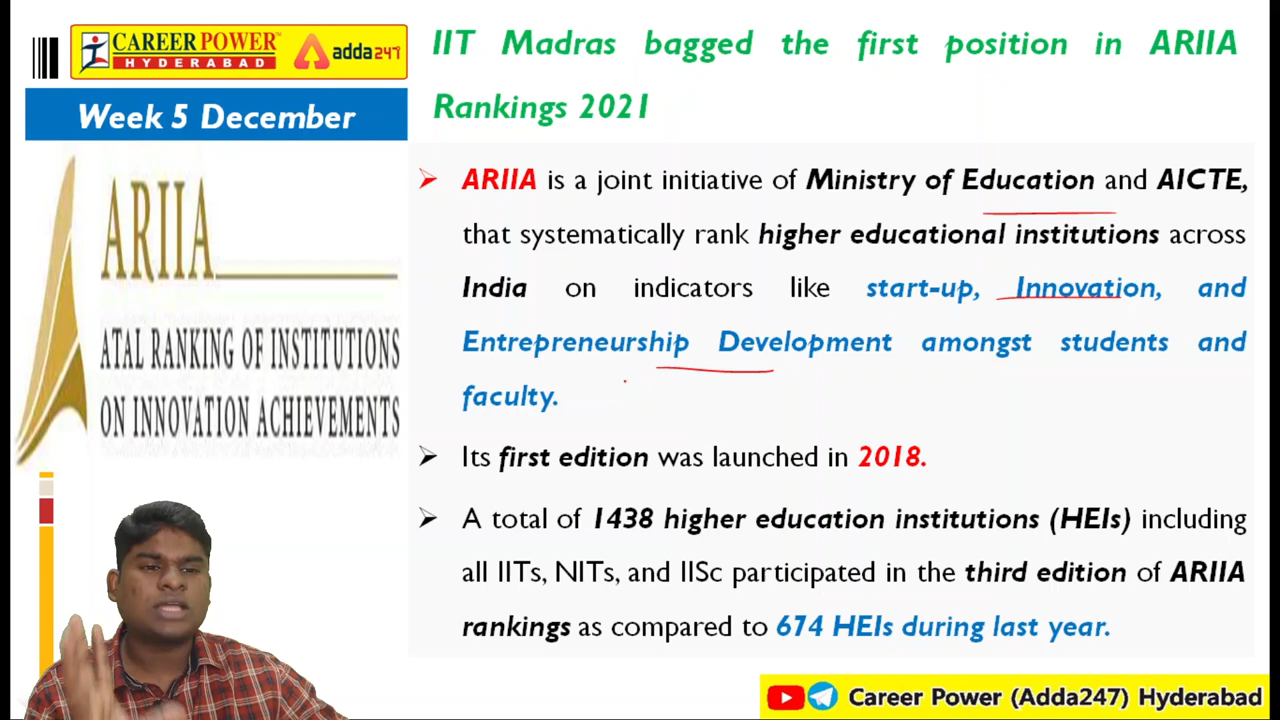 CAREER POWER
HYDERABAD
adda247
Week 5 December
IIT Madras bagged the first position in ARIIA
Rankings 2021
ARIIA
ATAL RANKING OF INSTITUTIONS
ON INNOVATION ACHIEVEMENTS
➢ ARIIA is a joint initiative of Ministry of Education and AICTE,
that systematically rank higher educational institutions across
India on indicators like start-up, Innovation, and
Entrepreneurship Development amongst students and
faculty.
➢ Its first edition was launched in 2018.
➢ A total of 1438 higher education institutions (HEIs) including
all IITs, NITs, and IISc participated in the third edition of ARIIA
rankings as compared to 674 HEIs during last year.
Career Power (Adda247) Hyderabad